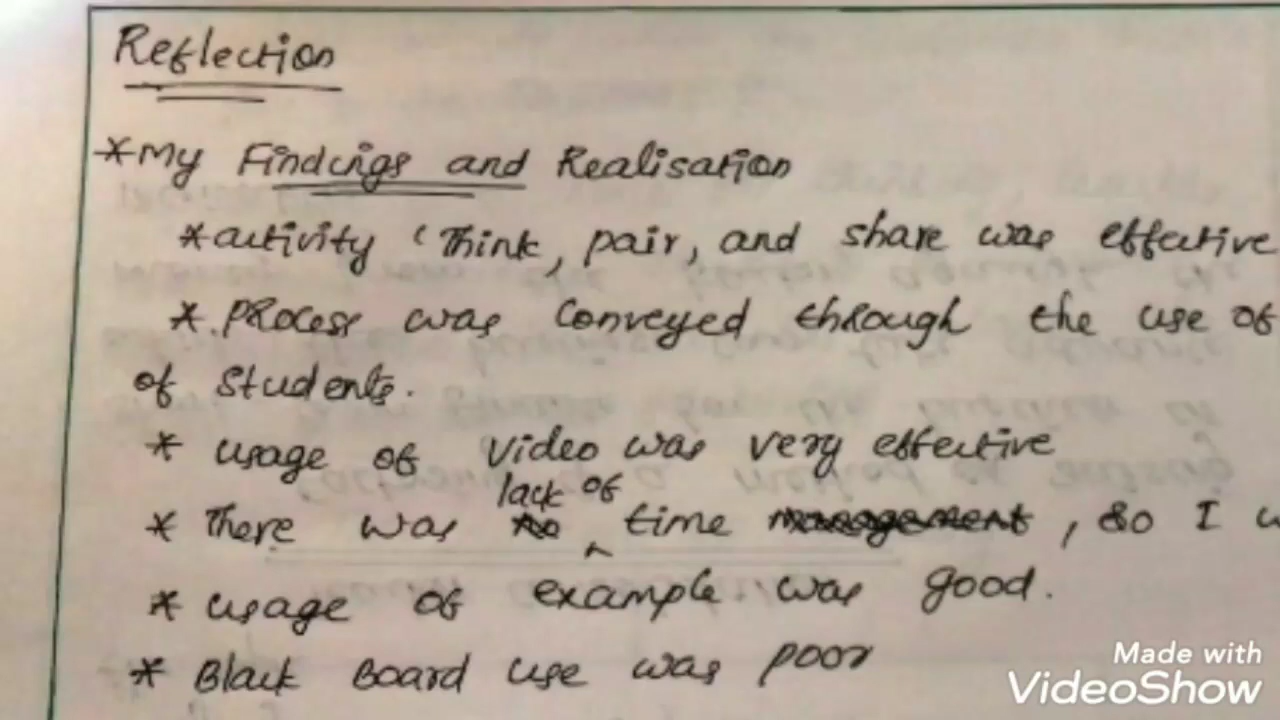 Reflection
*My Findings and Realisation
*activity (Think, pair, and share was effective
*. Process was conveyed through the use of
of students.
* usage of video was very effective
lack of
* There was no time management, so I
* usage of example was good.
* Black Board use was poor
Made with
VideoShow